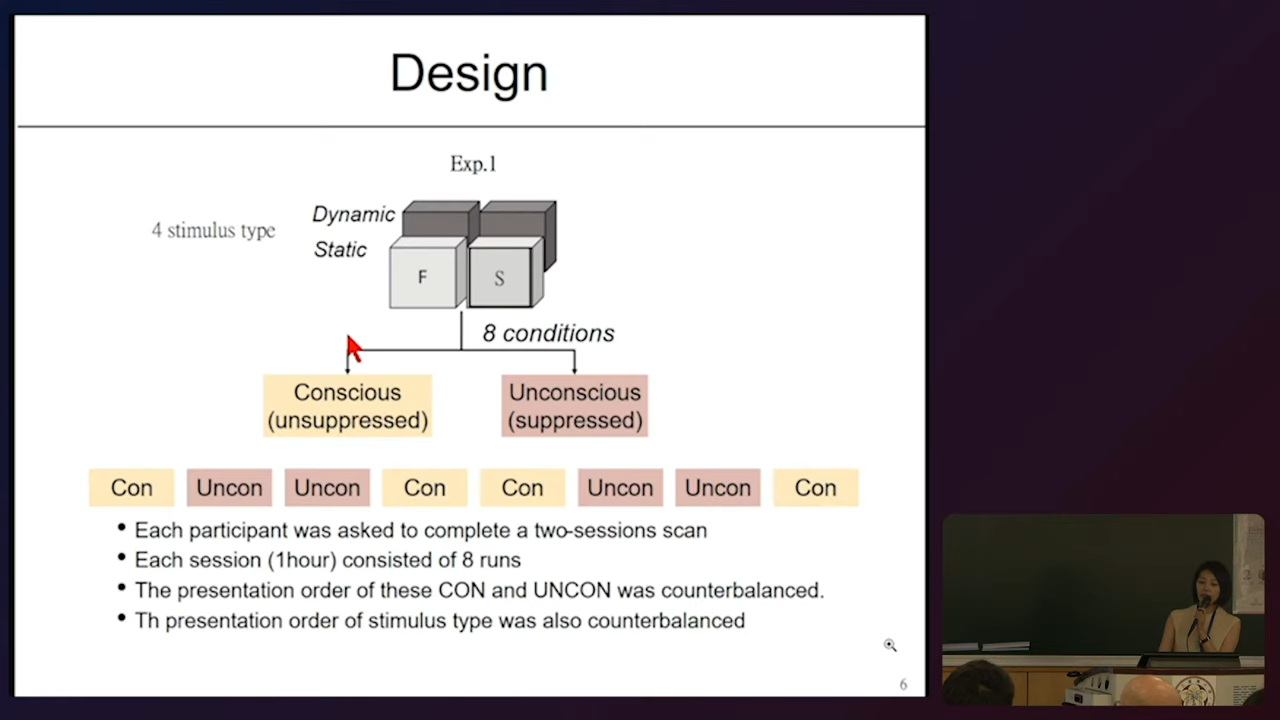 Design
Exp.1
4 stimulus type
Dynamic
Static
F
S
8 conditions
Conscious
(unsuppressed)
Unconscious
(suppressed)
Con
Uncon
Uncon
Con
Con
Uncon
Uncon
Con
• Each participant was asked to complete a two-sessions scan
• Each session (1hour) consisted of 8 runs
• The presentation order of these CON and UNCON was counterbalanced.
• Th presentation order of stimulus type was also counterbalanced
6